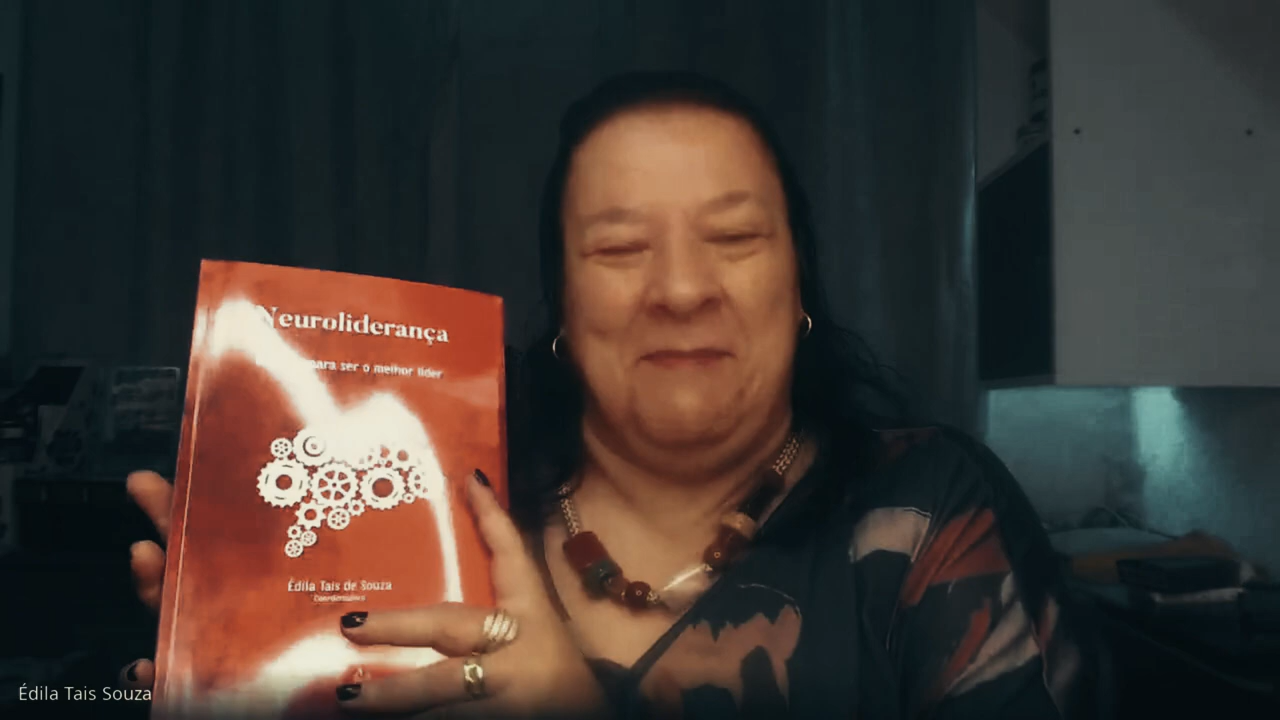 Neuroliderança
para ser o melhor líder
Édila Tais de Souza
Coordenadora
Édila Tais Souza